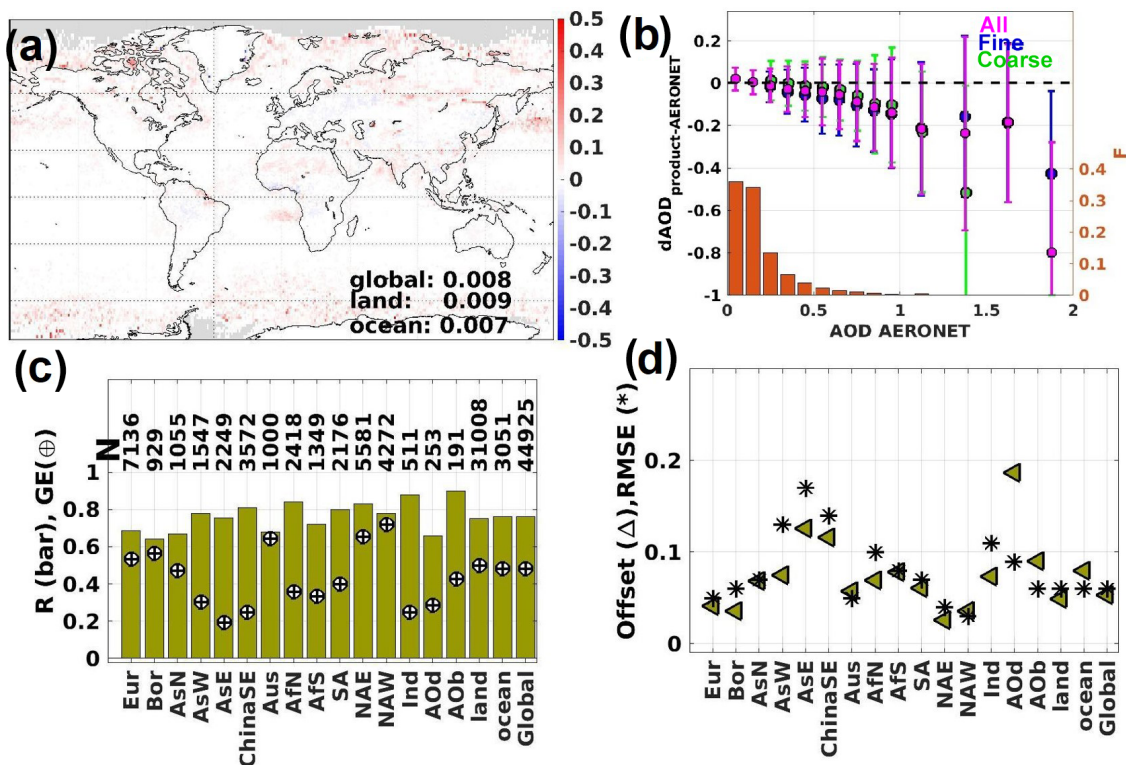 (a)
0.5
0.4
0.3
0.2
0.1
0
-0.1
-0.2
-0.3
-0.4
-0.5
global: 0.008
land: 0.009
ocean: 0.007
(b)
All
Fine
Coarse
0.2
0
-0.2
-0.4
-0.6
-0.8
-1
dAOD product-AERONET
0.4
0.3
0.2
0.1
0
F
0
0.5
1
1.5
2
AOD AERONET
(c)
N
7136
929
1055
1547
2249
3572
1000
2418
1349
2176
5581
4272
511
253
191
31008
3051
44925
1
0.8
0.6
0.4
0.2
0
R (bar), GE(⊕)
Eur
Bor
AsN
AsW
AsE
ChinaSE
Aus
AfN
AfS
SA
NAE
NAW
Ind
AOd
AOb
land
ocean
Global
(d)
0.2
0.1
0
Offset (Δ),RMSE (*)
Eur
Bor
AsN
AsW
AsE
ChinaSE
Aus
AfN
AfS
SA
NAE
NAW
Ind
AOd
AOb
land
ocean
Global